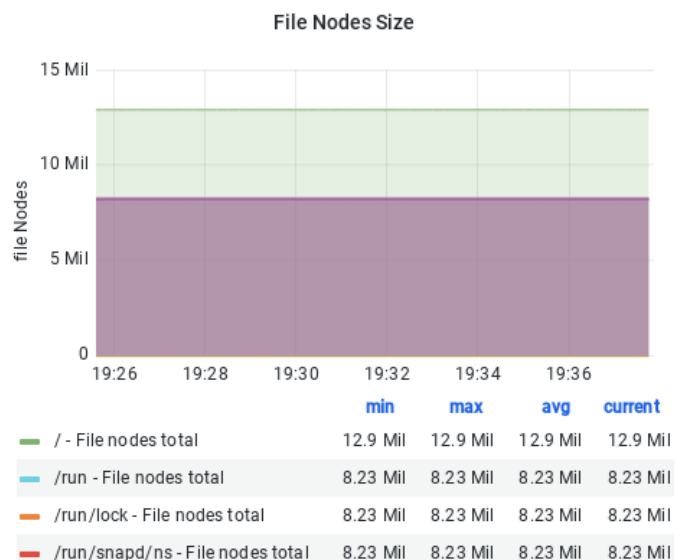 File Nodes Size
15 Mil
10 Mil
5 Mil
0
file Nodes
19:26 19:28 19:30 19:32 19:34 19:36
min max avg current
/ - File nodes total 12.9 Mil 12.9 Mil 12.9 Mil 12.9 Mil
/run - File nodes total 8.23 Mil 8.23 Mil 8.23 Mil 8.23 Mil
/run/lock - File nodes total 8.23 Mil 8.23 Mil 8.23 Mil 8.23 Mil
/run/snapd/ns - File nodes total 8.23 Mil 8.23 Mil 8.23 Mil 8.23 Mil